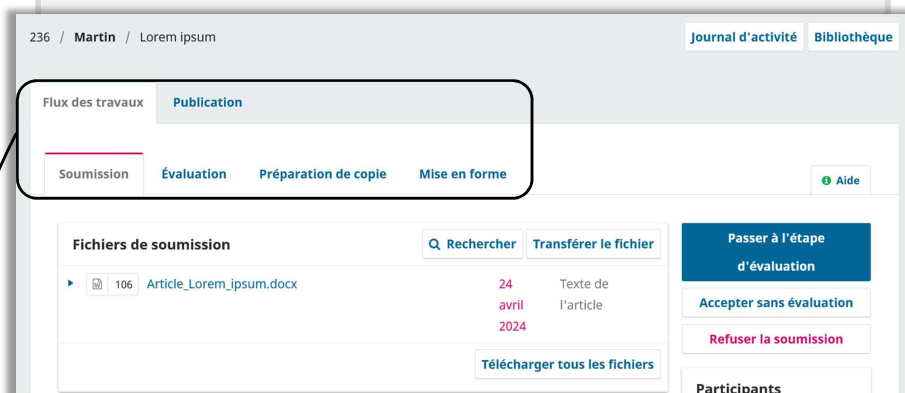 236 / Martin / Lorem ipsum
Journal d'activité Bibliothèque
Flux des travaux Publication
Soumission Évaluation Préparation de copie Mise en forme
Aide
Fichiers de soumission Rechercher Transférer le fichier
106 Article_Lorem_ipsum.docx 24 Texte de
avril l'article
2024
Télécharger tous les fichiers
Passer à l'étape
d'évaluation
Accepter sans évaluation
Refuser la soumission
Participants